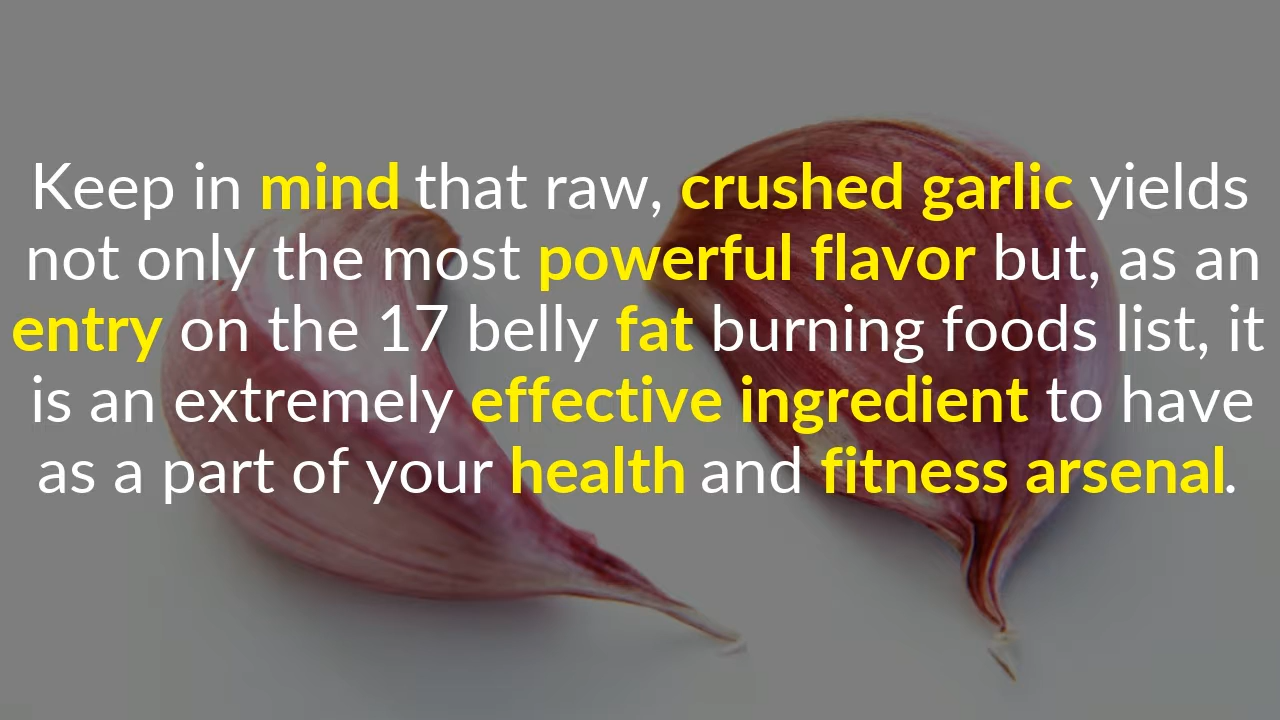 Keep in mind that raw, crushed garlic yields
not only the most powerful flavor but, as an
entry on the 17 belly fat burning foods list, it
is an extremely effective ingredient to have
as a part of your health and fitness arsenal.